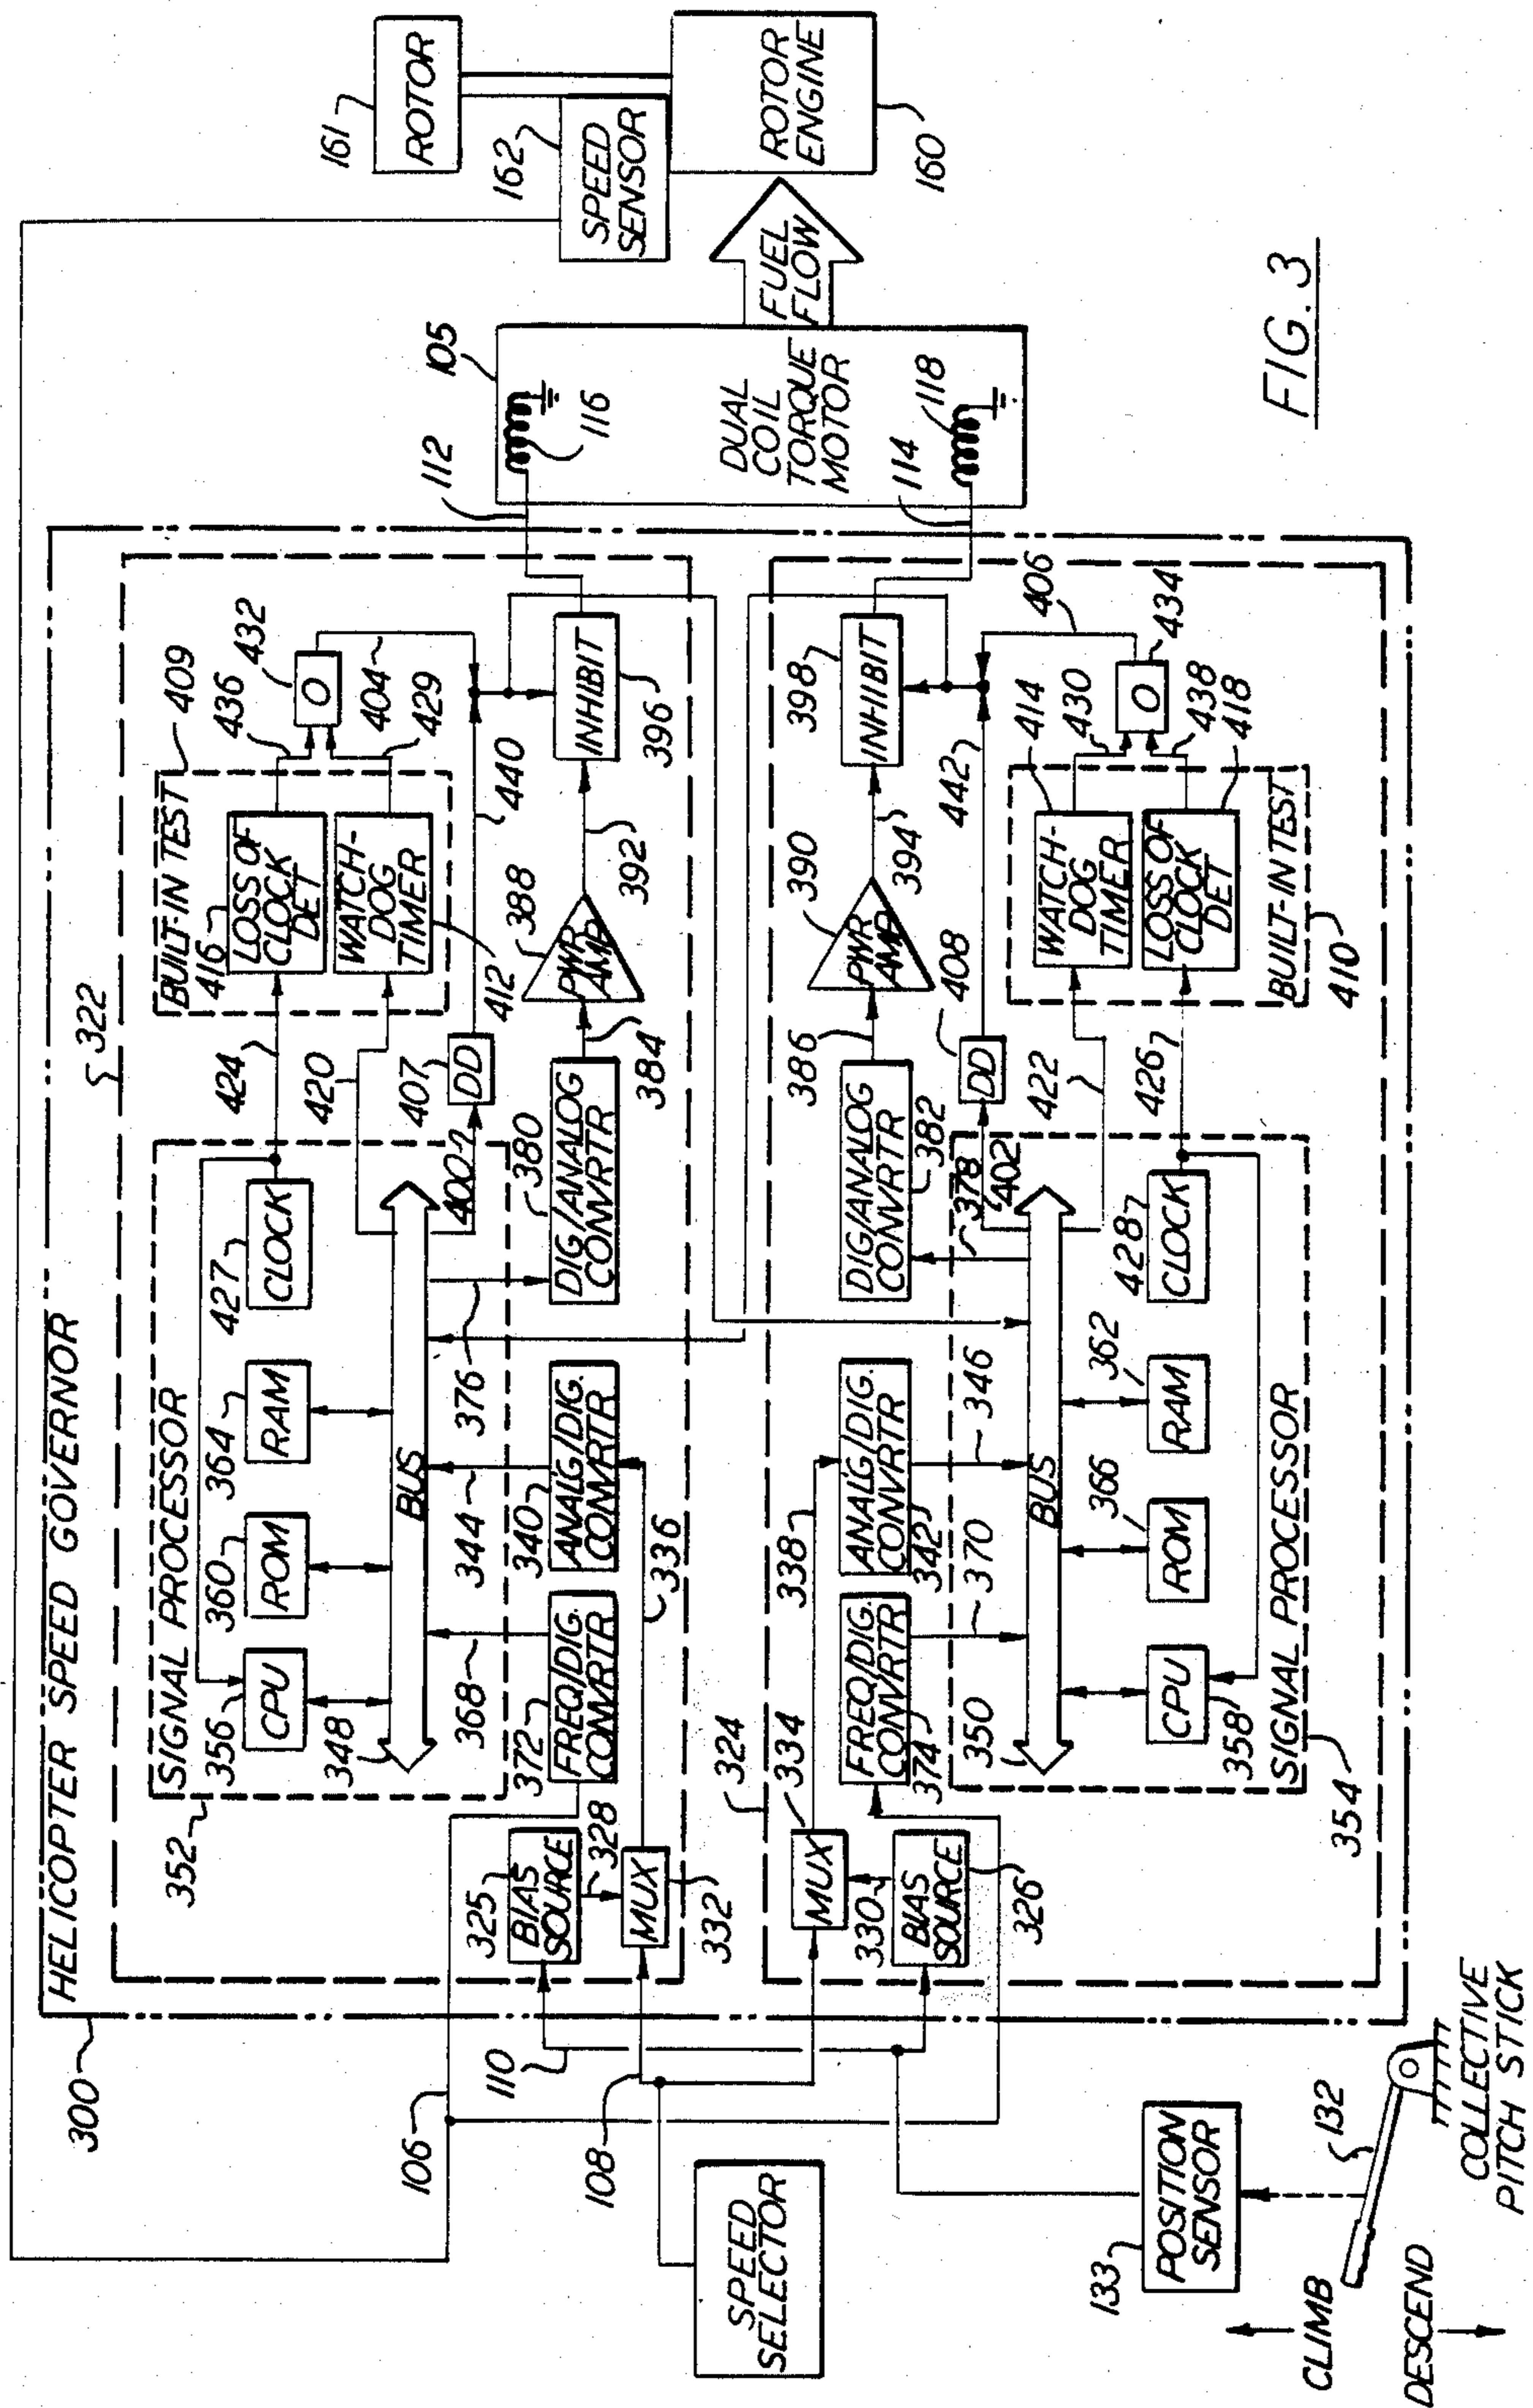 HELICOPTER SPEED GOVERNOR
300
322
352
SIGNAL PROCESSOR
356
CPU
360
ROM
364
RAM
427
CLOCK
424
420
BUILT-IN TEST
409
416
LOSS OF
CLOCK
DET
WATCH-
DOG
TIMER
412
436
432
O
404
429
348
BUS
400
407
DD
440
368
344
376
372
FREQ/DIG.
CONVRTR
340
ANAL'G/DIG.
CONVRTR
380
DIG/ANALOG
CONVRTR
384
388
PWR
AMP
392
INHIBIT
396
325
BIAS
SOURCE
328
MUX
332
336
106
108
110
324
334
MUX
330
BIAS
SOURCE
326
338
FREQ/DIG.
CONVRTR
374
ANAL'G/DIG.
CONVRTR
342
370
346
DIG/ANALOG
CONVRTR
382
378
386
390
PWR
AMP
394
398
INHIBIT
402
408
DD
442
406
350
BUS
358
CPU
366
ROM
362
RAM
428
CLOCK
SIGNAL PROCESSOR
354
422
426
414
WATCH-
DOG
TIMER
LOSS OF
CLOCK
DET
418
430
438
434
O
BUILT-IN TEST
410
112
114
105
116
118
DUAL
COIL
TORQUE
MOTOR
FUEL
FLOW
161
ROTOR
162
SPEED
SENSOR
ROTOR
ENGINE
160
SPEED
SELECTOR
133
POSITION
SENSOR
132
CLIMB
DESCEND
COLLECTIVE
PITCH STICK
FIG. 3